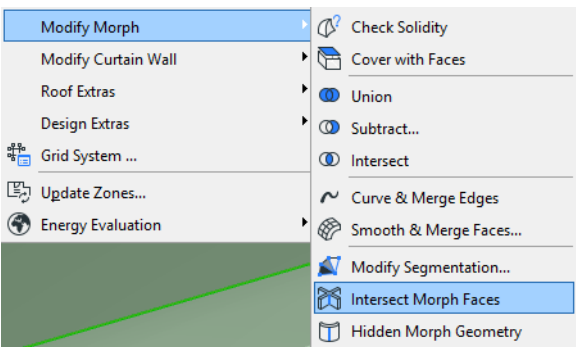 Modify Morph
Modify Curtain Wall
Roof Extras
Design Extras
Grid System ...
Update Zones...
Energy Evaluation
Check Solidity
Cover with Faces
Union
Subtract...
Intersect
Curve & Merge Edges
Smooth & Merge Faces...
Modify Segmentation...
Intersect Morph Faces
Hidden Morph Geometry